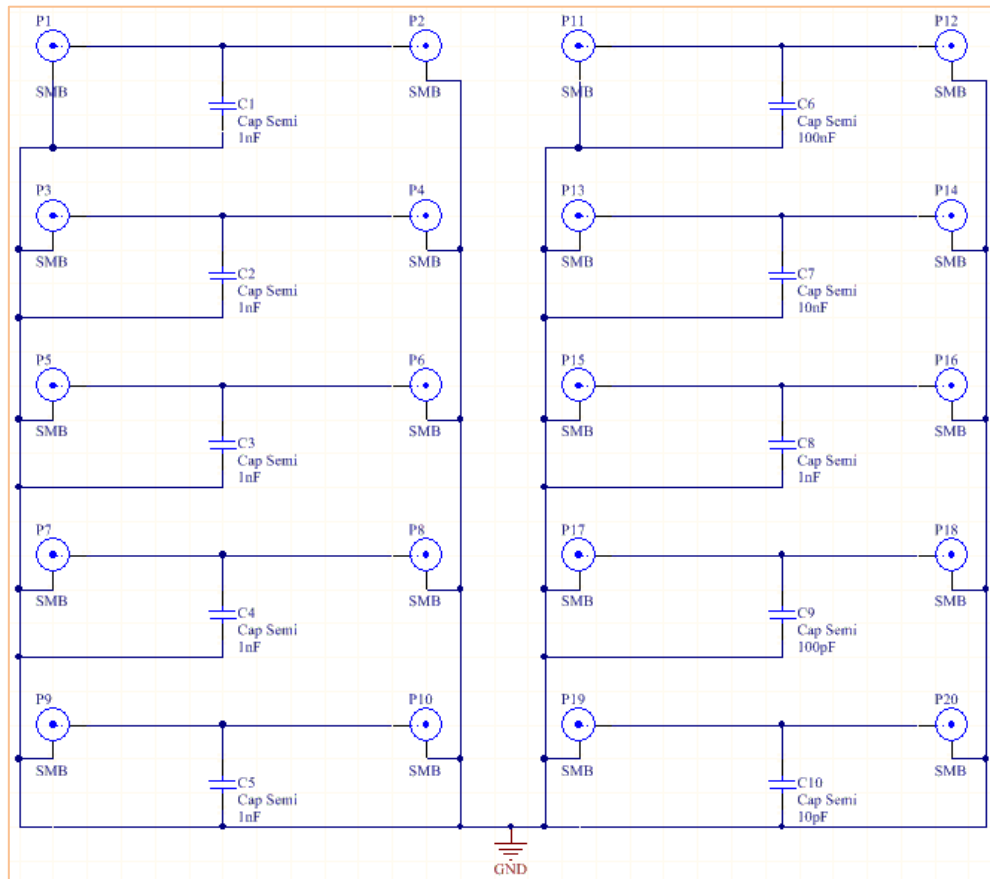 P1
P2
P11
P12
SMB
SMB
SMB
SMB
C1
Cap Semi
1nF
C6
Cap Semi
100nF
P3
P4
P13
P14
SMB
SMB
SMB
SMB
C2
Cap Semi
1nF
C7
Cap Semi
10nF
P5
P6
P15
P16
SMB
SMB
SMB
SMB
C3
Cap Semi
1nF
C8
Cap Semi
1nF
P7
P8
P17
P18
SMB
SMB
SMB
SMB
C4
Cap Semi
1nF
C9
Cap Semi
100pF
P9
P10
P19
P20
SMB
SMB
SMB
SMB
C5
Cap Semi
1nF
C10
Cap Semi
10pF
GND